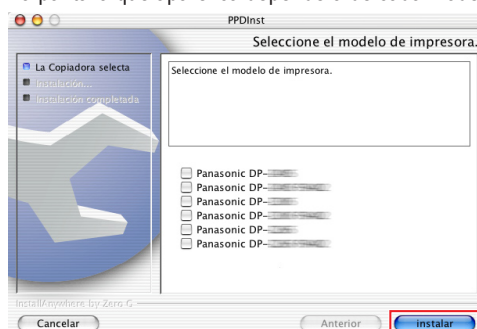 PPDInst
Seleccione el modelo de impresora.
La Copiadora selecta
Instalación...
Instalación completada
Seleccione el modelo de impresora.
Panasonic DP-
Panasonic DP-
Panasonic DP-
Panasonic DP-
Panasonic DP-
Panasonic DP-
InstallAnywhere by Zero G
Cancelar
Anterior
instalar